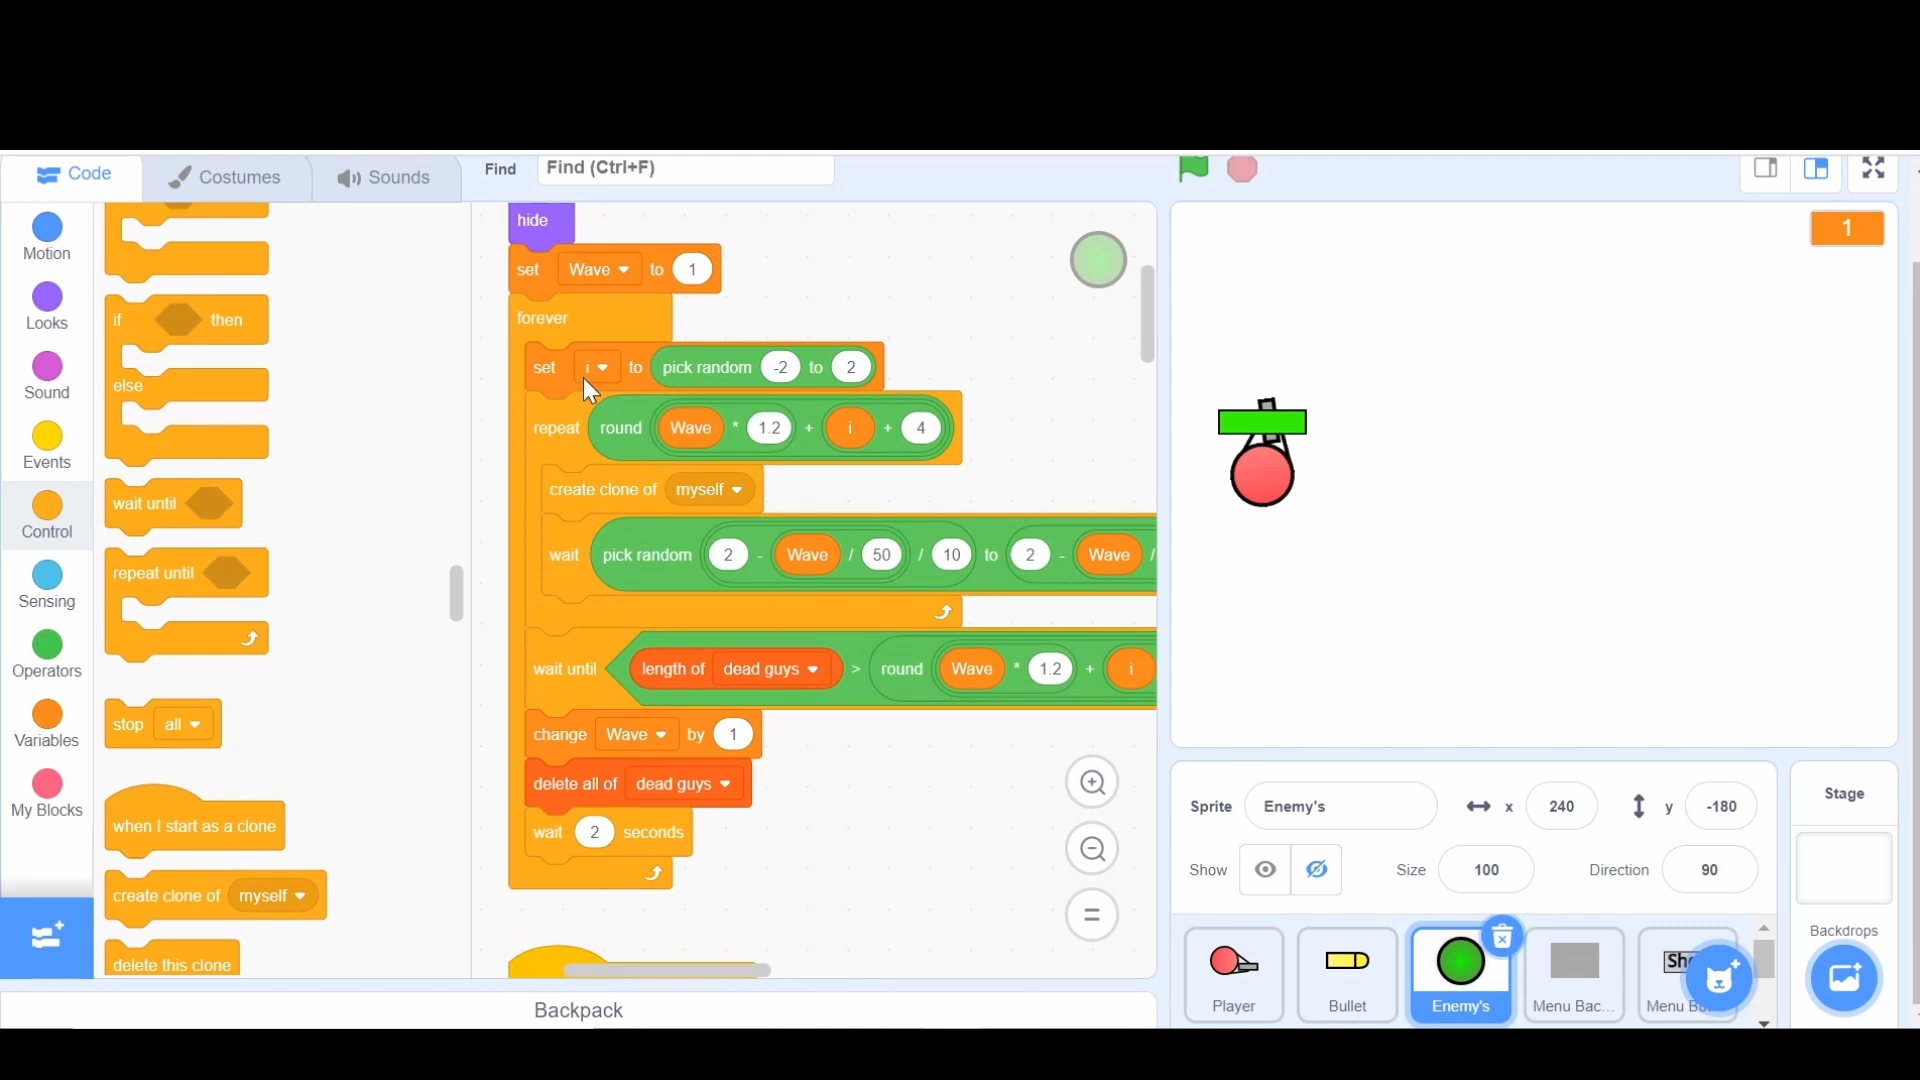 Code
Costumes
Sounds
Find
Find (Ctrl+F)
Motion
Looks
Sound
Events
Control
Sensing
Operators
Variables
My Blocks
if then
else
wait until
repeat until
stop all
when I start as a clone
create clone of myself
delete this clone
hide
set Wave to 1
forever
set i to pick random -2 to 2
repeat round Wave * 1.2 + i + 4
create clone of myself
wait pick random 2 - Wave / 50 / 10 to 2 - Wave /
wait until length of dead guys > round Wave * 1.2 + i
change Wave by 1
delete all of dead guys
wait 2 seconds
Backpack
1
Sprite Enemy's x 240 y -180
Show Size 100 Direction 90
Player
Bullet
Enemy's
Menu Bac...
Sh
Menu B
Stage
Backdrops